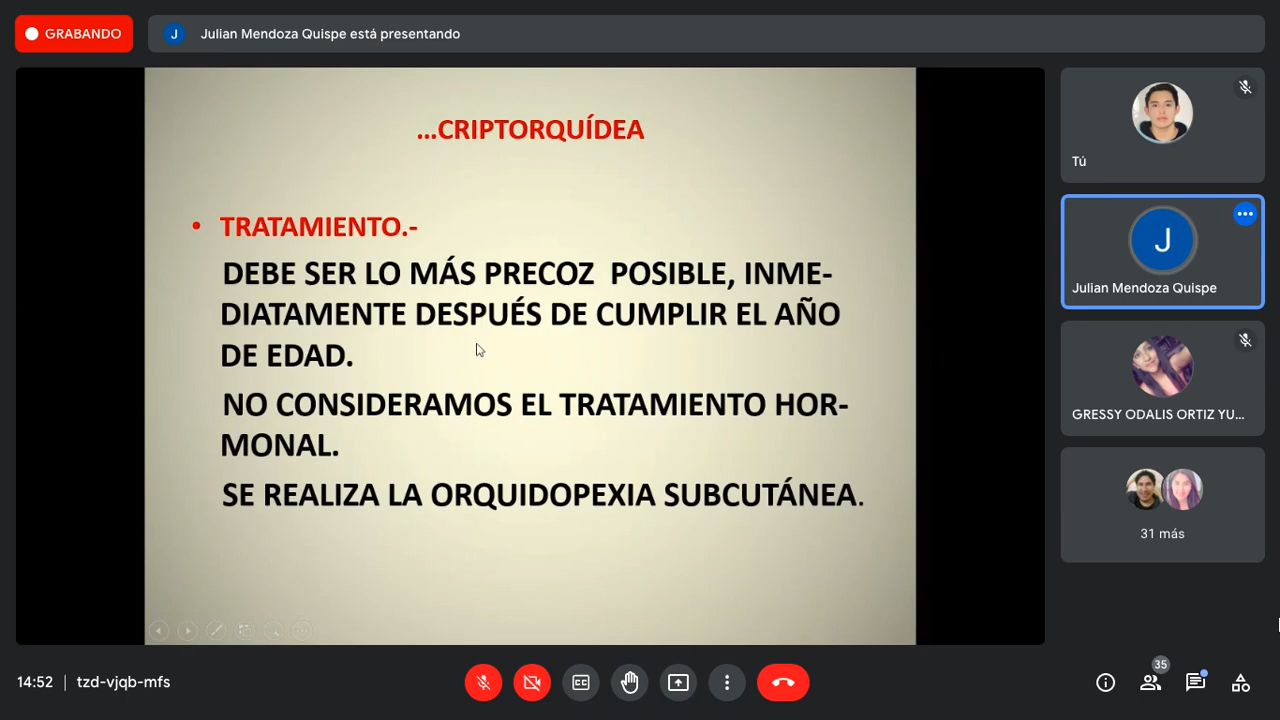 GRABANDO
J
Julian Mendoza Quispe está presentando
...CRIPTORQUÍDEA
• TRATAMIENTO.-
DEBE SER LO MÁS PRECOZ POSIBLE, INME-
DIATAMENTE DESPUÉS DE CUMPLIR EL AÑO
DE EDAD.
NO CONSIDERAMOS EL TRATAMIENTO HOR-
MONAL.
SE REALIZA LA ORQUIDOPEXIA SUBCUTÁNEA.
Tú
J
Julian Mendoza Quispe
GRESSY ODALIS ORTIZ YU...
31 más
14:52 | tzd-vjqb-mfs
CC
35